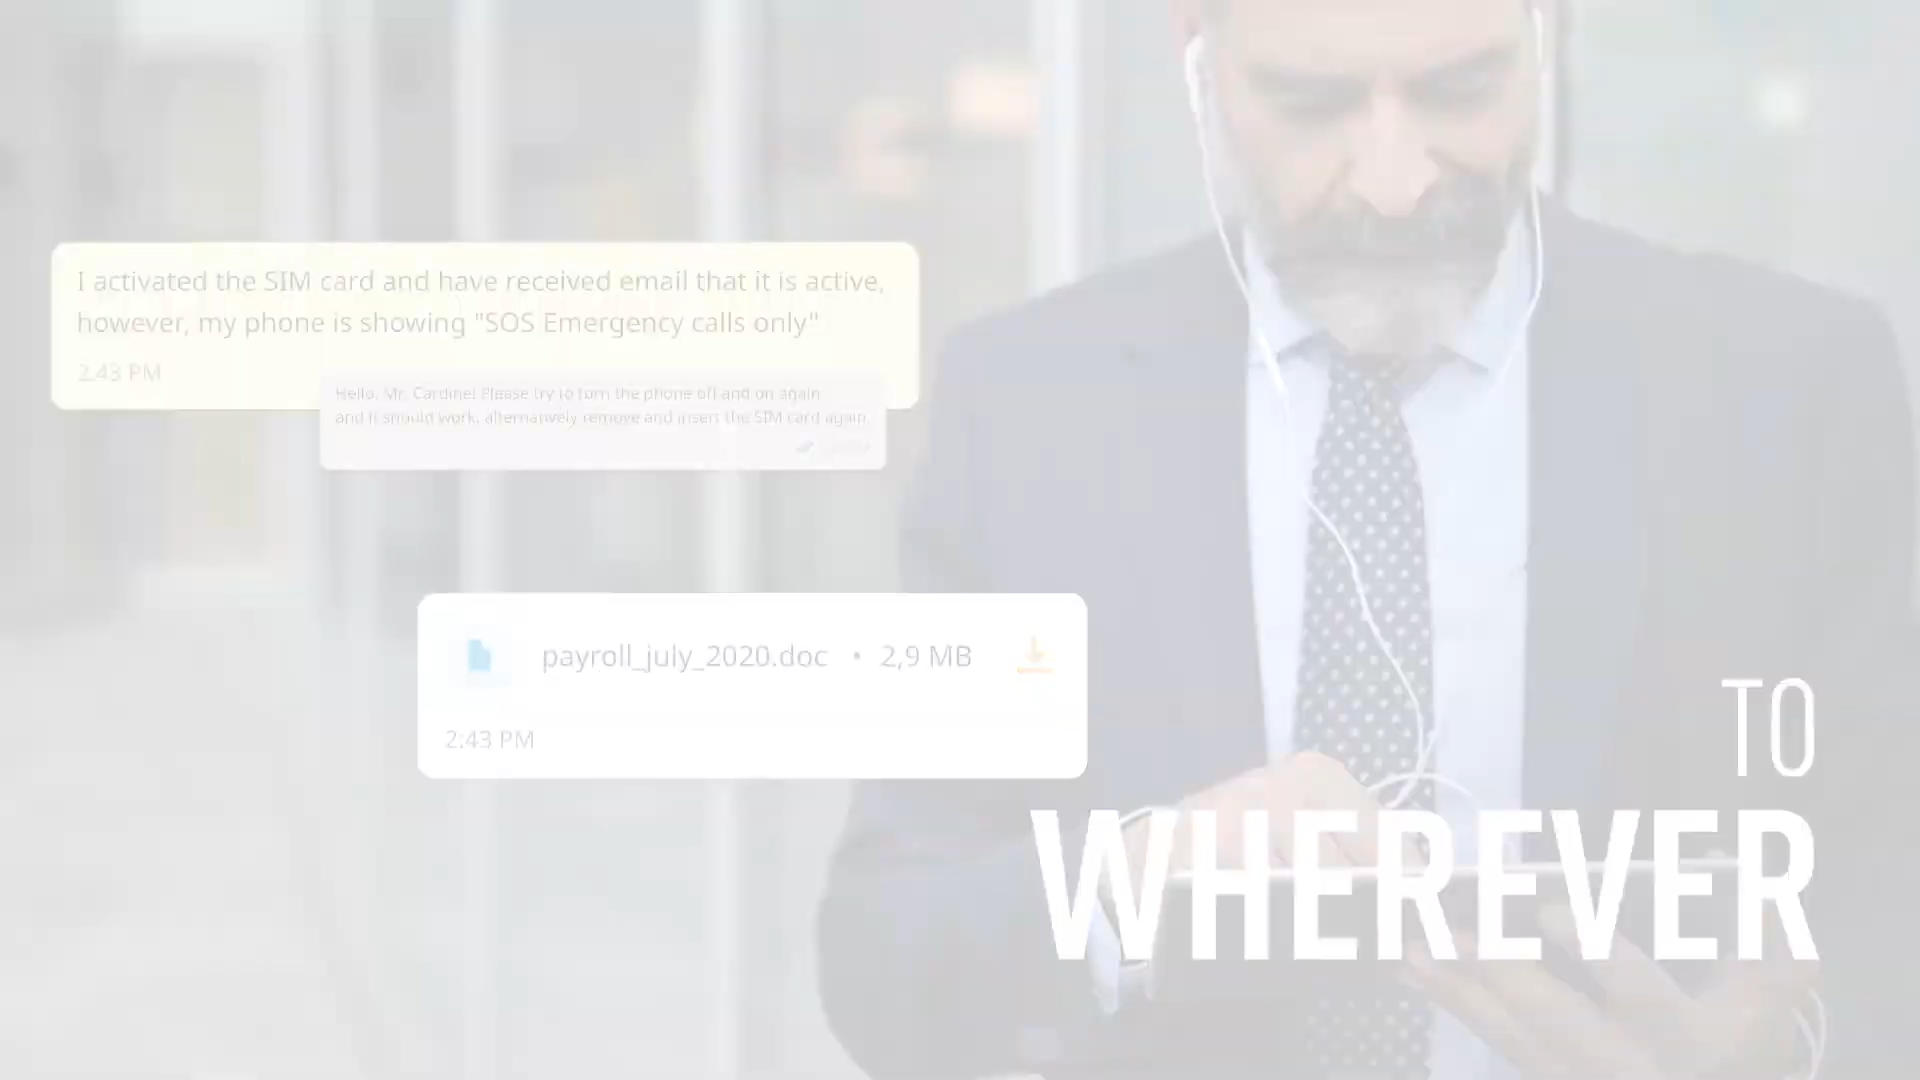 I activated the SIM card and have received email that it is active,
however, my phone is showing "SOS Emergency calls only"
2:43 PM
Hello, Mr. Cardine! Please try to turn the phone off and on again
and it should work, alternatively remove and insert the SIM card again.
payroll_july_2020.doc • 2,9 MB
2:43 PM
TO
WHEREVER